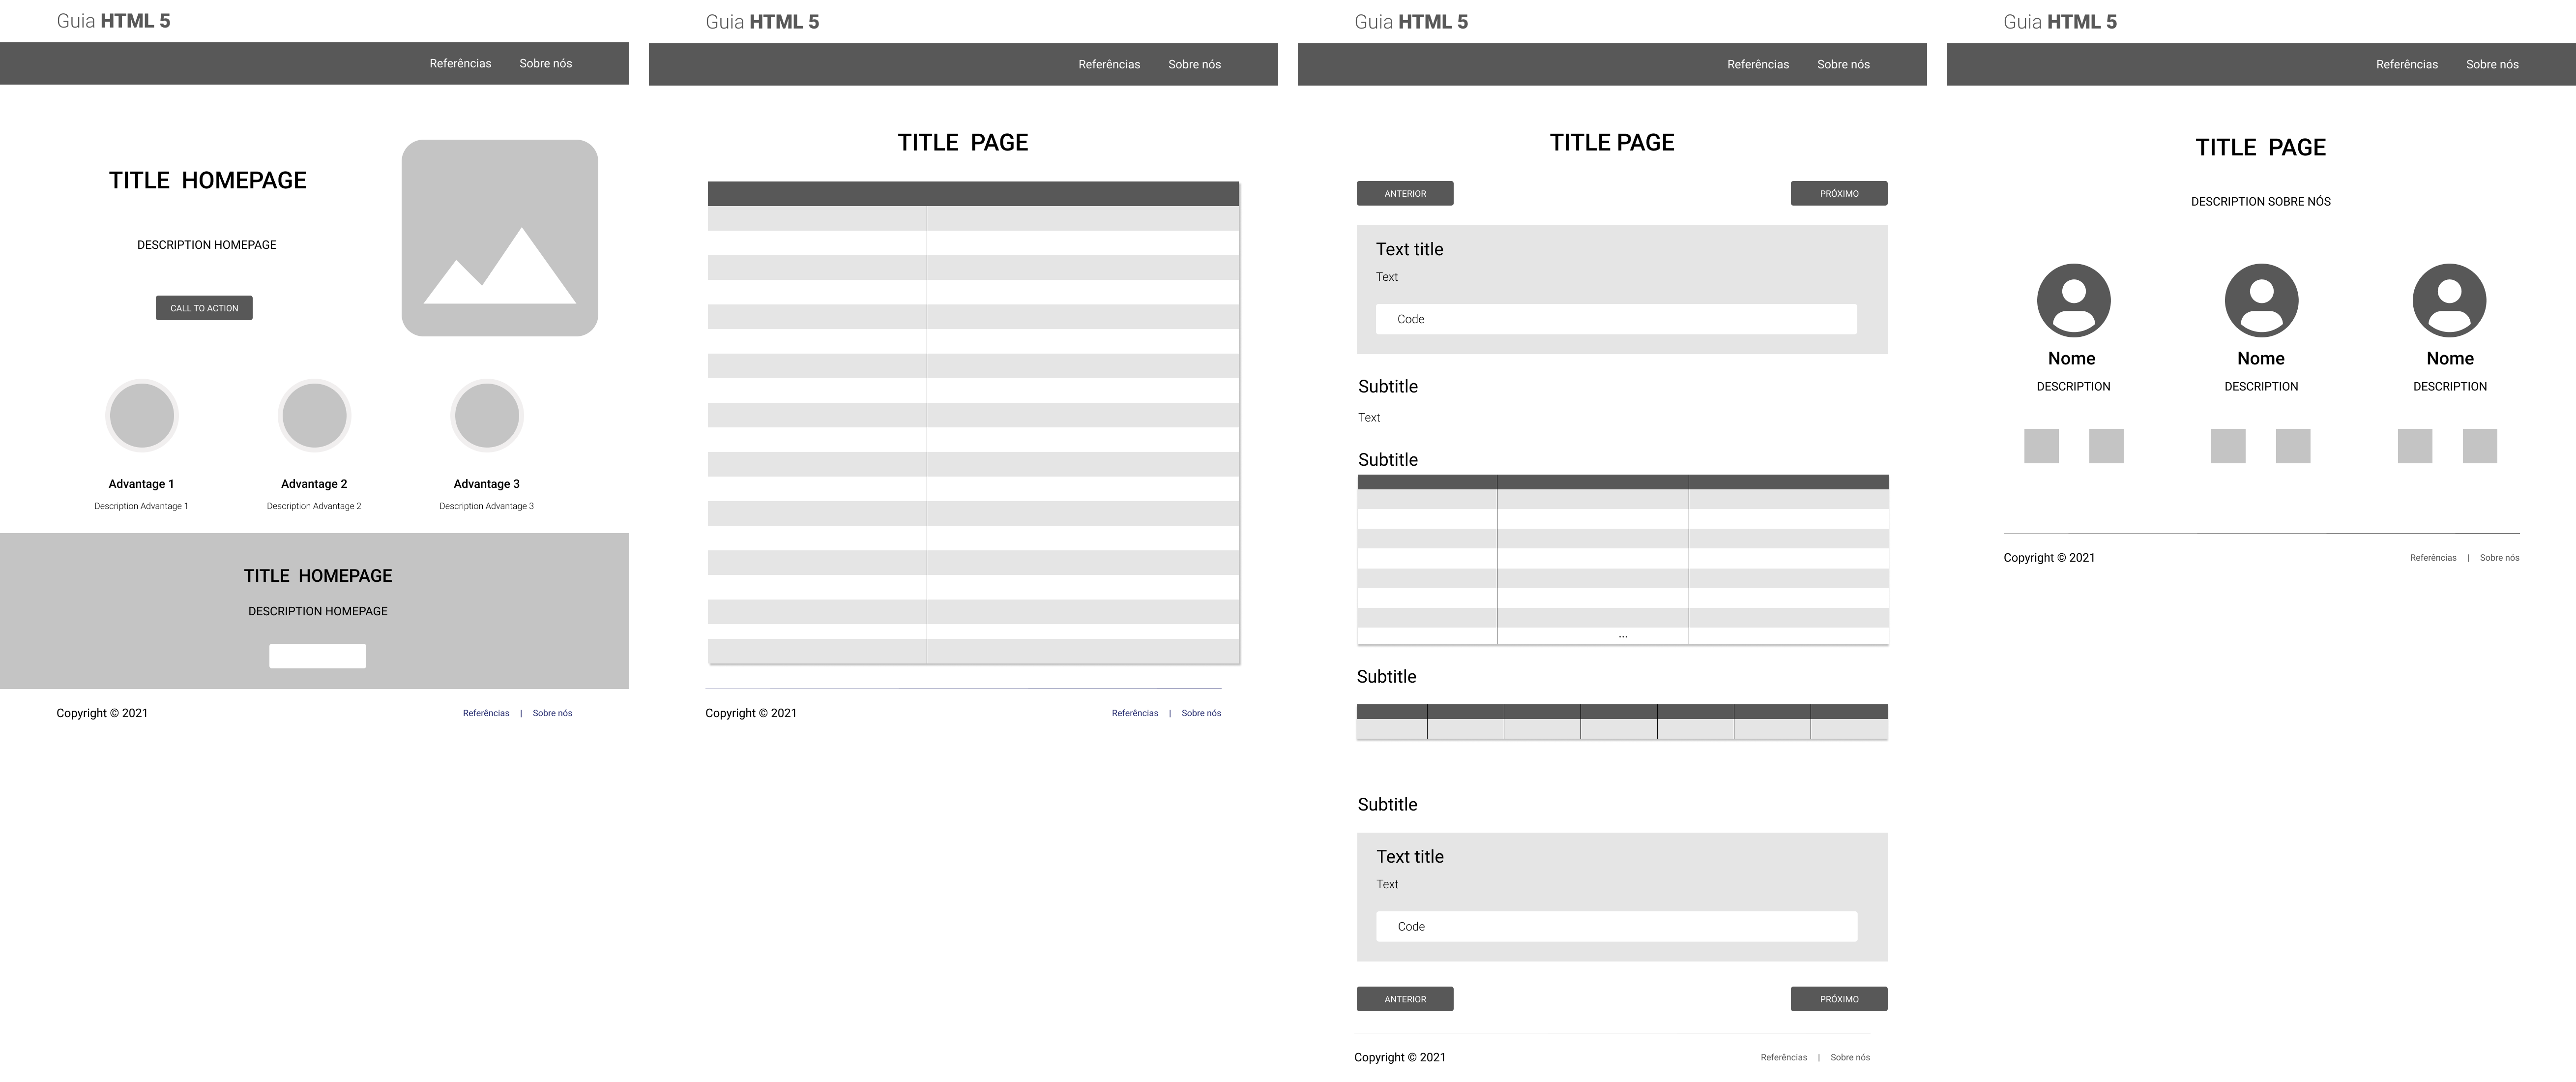 Guia HTML 5
Referências Sobre nós
TITLE HOMEPAGE
DESCRIPTION HOMEPAGE
CALL TO ACTION
Advantage 1
Description Advantage 1
Advantage 2
Description Advantage 2
Advantage 3
Description Advantage 3
TITLE HOMEPAGE
DESCRIPTION HOMEPAGE
Copyright © 2021
Referências | Sobre nós
Guia HTML 5
Referências Sobre nós
TITLE PAGE
Copyright © 2021
Referências | Sobre nós
Guia HTML 5
Referências Sobre nós
TITLE PAGE
ANTERIOR
PRÓXIMO
Text title
Text
Code
Subtitle
Text
Subtitle
...
Subtitle
Subtitle
Text title
Text
Code
ANTERIOR
PRÓXIMO
Copyright © 2021
Referências | Sobre nós
Guia HTML 5
Referências Sobre nós
TITLE PAGE
DESCRIPTION SOBRE NÓS
Nome
DESCRIPTION
Nome
DESCRIPTION
Nome
DESCRIPTION
Copyright © 2021
Referências | Sobre nós